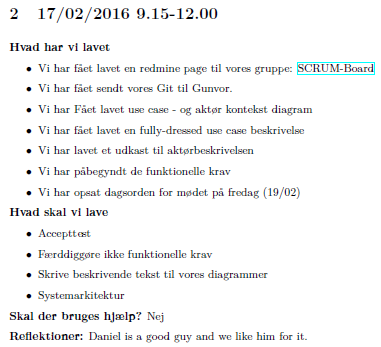 2 17/02/2016 9.15-12.00
Hvad har vi lavet
• Vi har fået lavet en redmine page til vores gruppe: SCRUM-Board
• Vi har fået sendt vores Git til Gunvor.
• Vi har Fået lavet use case - og aktør kontekst diagram
• Vi har fået lavet en fully-dressed use case beskrivelse
• Vi har lavet et udkast til aktørbeskrivelsen
• Vi har påbegyndt de funktionelle krav
• Vi har opsat dagsorden for mødet på fredag (19/02)
Hvad skal vi lave
• Accepttest
• Færddiggøre ikke funktionelle krav
• Skrive beskrivende tekst til vores diagrammer
• Systemarkitektur
Skal der bruges hjælp? Nej
Reflektioner: Daniel is a good guy and we like him for it.